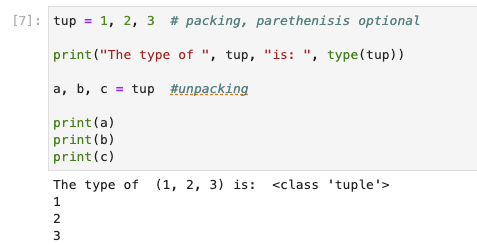 [7]: tup = 1, 2, 3  # packing, parethenisis optional
print("The type of ", tup, "is: ", type(tup))
a, b, c = tup  #unpacking
print(a)
print(b)
print(c)
The type of  (1, 2, 3) is:  <class 'tuple'>
1
2
3